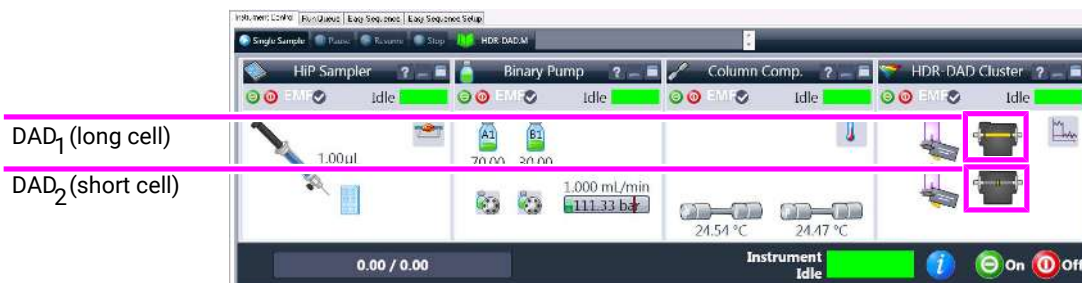 Instrument Control Run Queue Easy Sequence Easy Sequence Setup
Single Sample Pause Resume Stop HDR-DAD.M
HiP Sampler ? Binary Pump ? Column Comp. ? HDR-DAD Cluster ?
EMF Idle EMF Idle EMF Idle EMF Idle
DAD1 (long cell)
A1 B1
1.00µl 70.00 30.00
DAD2 (short cell)
1.000 mL/min
111.33 bar
24.54 °C 24.47 °C
0.00 / 0.00 Instrument Idle i On Off